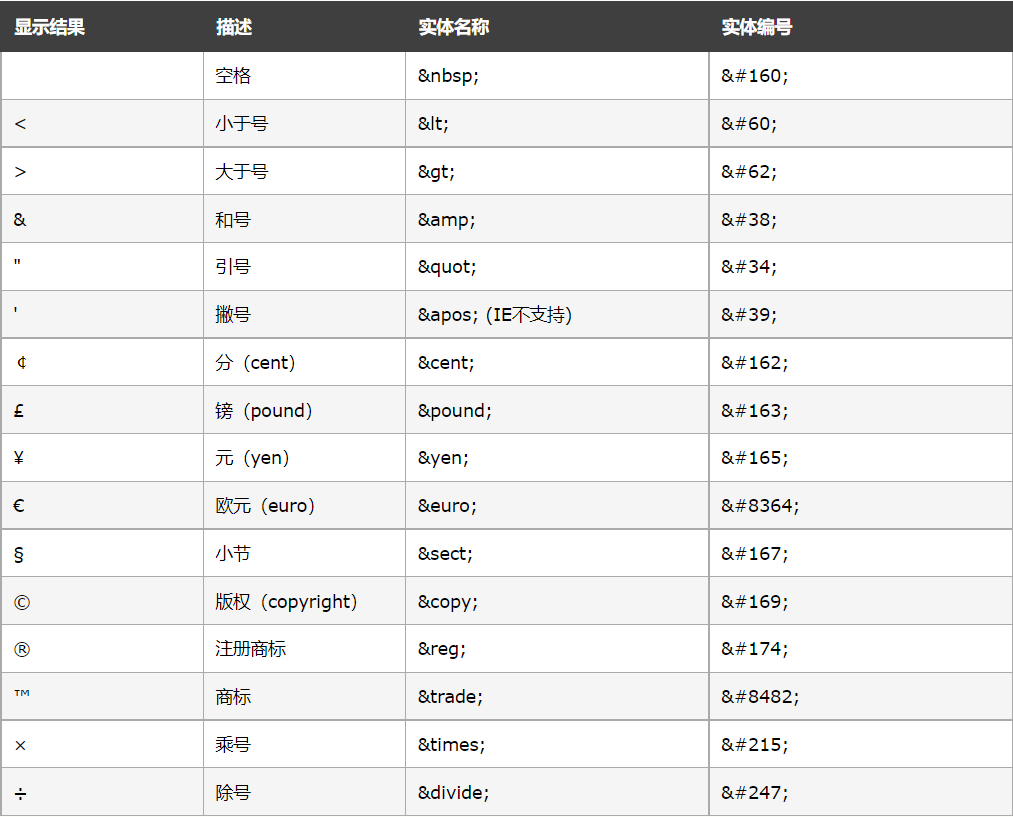 显示结果 描述 实体名称 实体编号
空格 &nbsp; &#160;
< 小于号 &lt; &#60;
> 大于号 &gt; &#62;
& 和号 &amp; &#38;
" 引号 &quot; &#34;
' 撇号 &apos; (IE不支持) &#39;
￠ 分（cent） &cent; &#162;
£ 镑（pound） &pound; &#163;
¥ 元（yen） &yen; &#165;
€ 欧元（euro） &euro; &#8364;
§ 小节 &sect; &#167;
© 版权（copyright） &copy; &#169;
® 注册商标 &reg; &#174;
™ 商标 &trade; &#8482;
× 乘号 &times; &#215;
÷ 除号 &divide; &#247;